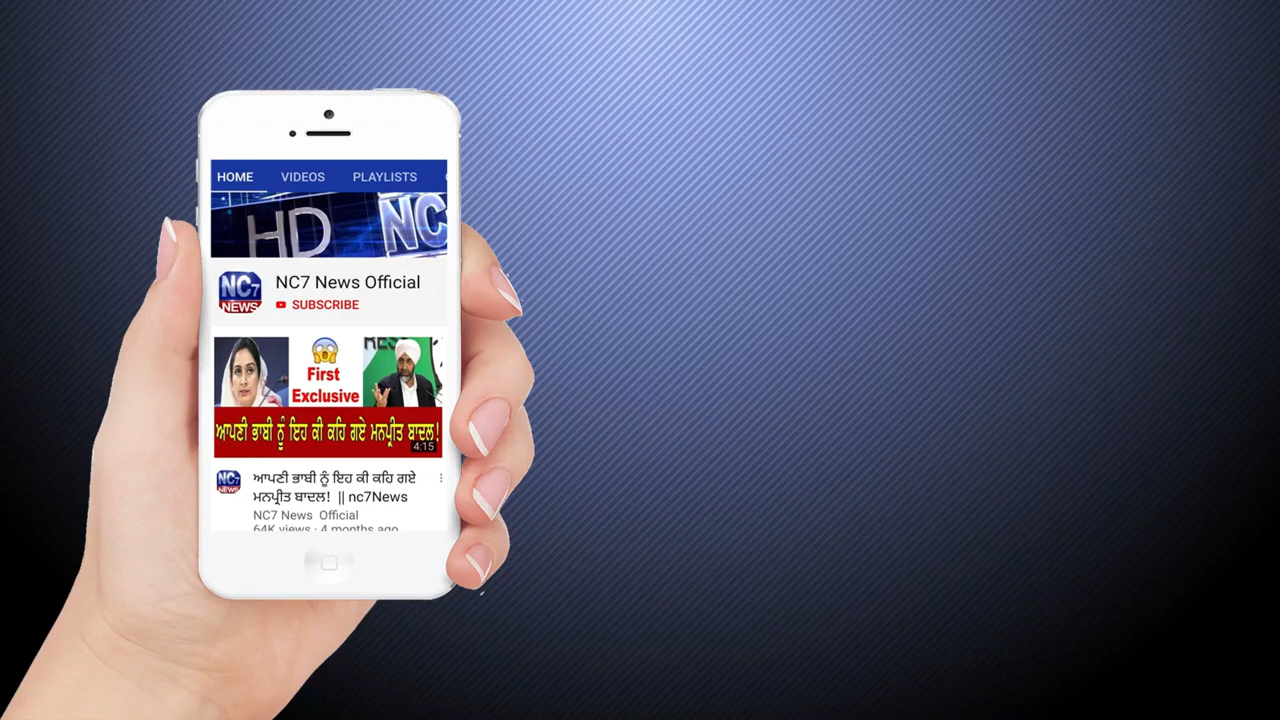 HOME VIDEOS PLAYLISTS
HD NC
NC7 NEWS
NC7 News Official
SUBSCRIBE
First
Exclusive
ਆਪਣੀ ਭਾਬੀ ਨੂੰ ਇਹ ਕੀ ਕਹਿ ਗਏ ਮਨਪ੍ਰੀਤ ਬਾਦਲ!
4:15
NC7 NEWS
ਆਪਣੀ ਭਾਬੀ ਨੂੰ ਇਹ ਕੀ ਕਹਿ ਗਏ
ਮਨਪ੍ਰੀਤ ਬਾਦਲ! || nc7News
NC7 News Official
64K views · 4 months ago